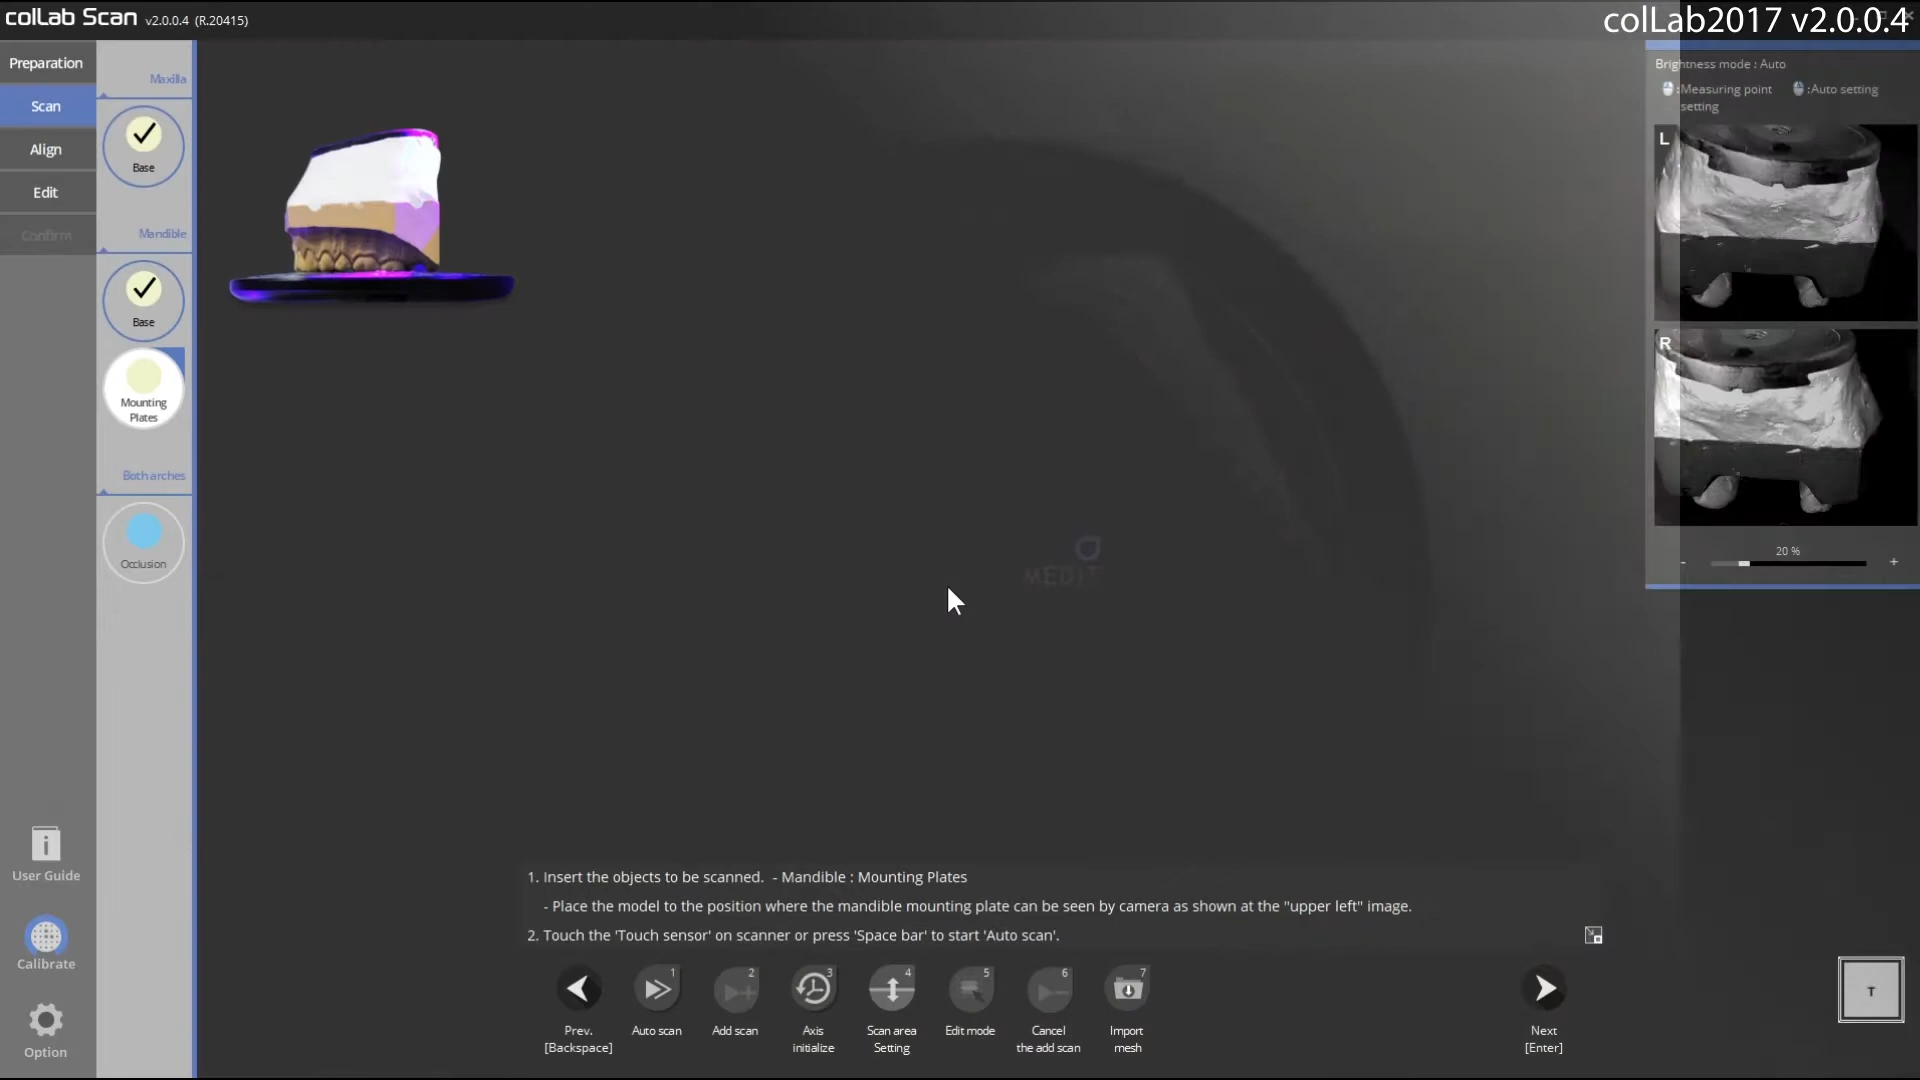 colLab Scan v2.0.0.4 (R.20415)
colLab2017 v2.0.0.4
Preparation
Scan
Align
Edit
Confirm
Maxilla
Base
Mandible
Base
Mounting
Plates
Both arches
Occlusion
User Guide
Calibrate
Option
Brightness mode : Auto
:Measuring point
setting
:Auto setting
L
R
20 %
- +
MEDIT
1. Insert the objects to be scanned. - Mandible : Mounting Plates
- Place the model to the position where the mandible mounting plate can be seen by camera as shown at the "upper left" image.
2. Touch the 'Touch sensor' on scanner or press 'Space bar' to start 'Auto scan'.
Prev.
[Backspace]
1
Auto scan
2
Add scan
3
Axis
initialize
4
Scan area
Setting
5
Edit mode
6
Cancel
the add scan
7
Import
mesh
Next
[Enter]
T